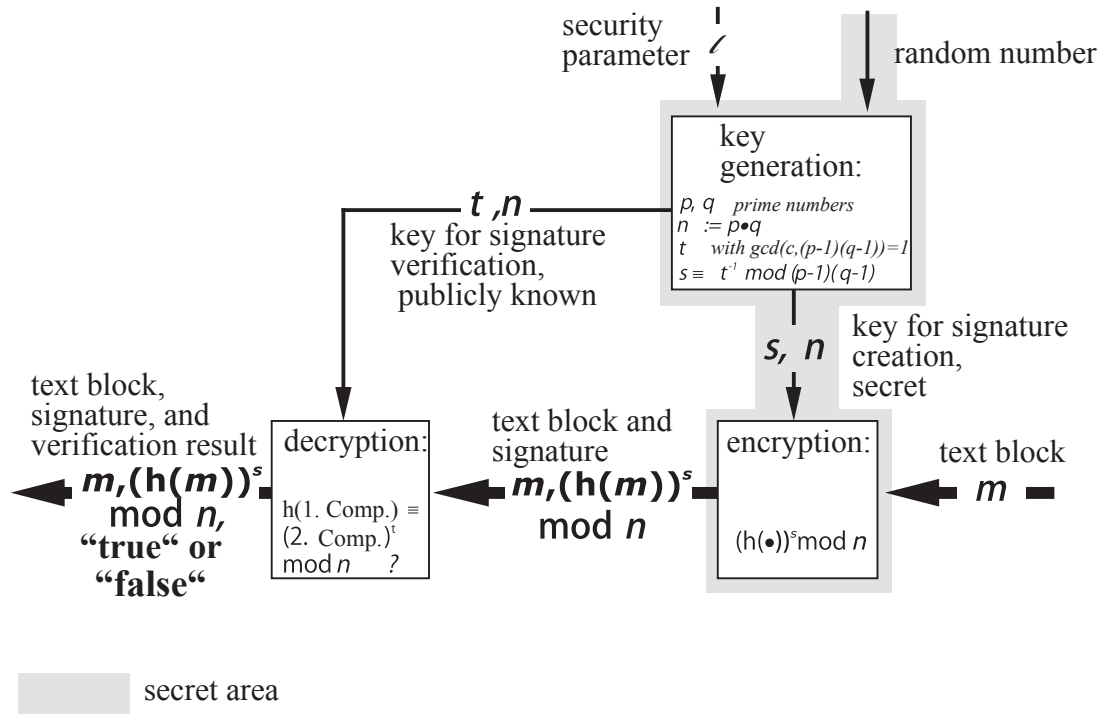 security
parameter
ℓ
random number
key
generation:
p, q prime numbers
n := p•q
t with gcd(c,(p-1)(q-1))=1
s ≡ t⁻¹ mod (p-1)(q-1)
t ,n
key for signature
verification,
publicly known
s, n
key for signature
creation,
secret
text block,
signature, and
verification result
m,(h(m))ˢ
mod n,
“true“ or
“false“
decryption:
h(1. Comp.) ≡
(2. Comp.)ᵗ
mod n ?
text block and
signature
m,(h(m))ˢ
mod n
encryption:
(h(•))ˢmod n
text block
m
secret area